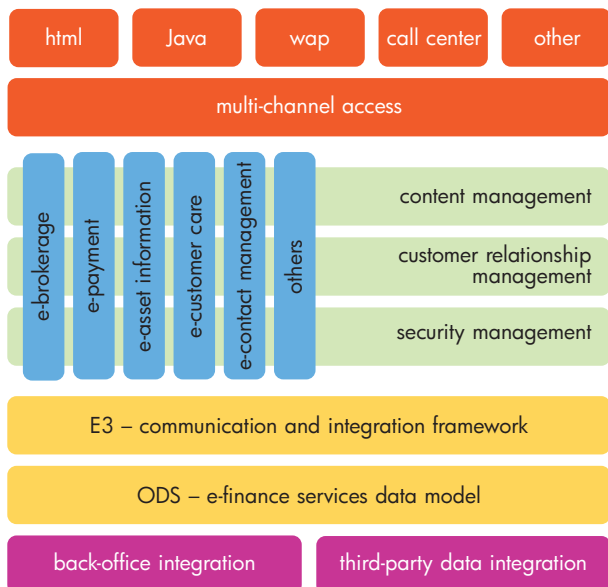 html
Java
wap
call center
other
multi-channel access
e-brokerage
e-payment
e-asset information
e-customer care
e-contact management
others
content management
customer relationship
management
security management
E3 – communication and integration framework
ODS – e-finance services data model
back-office integration
third-party data integration